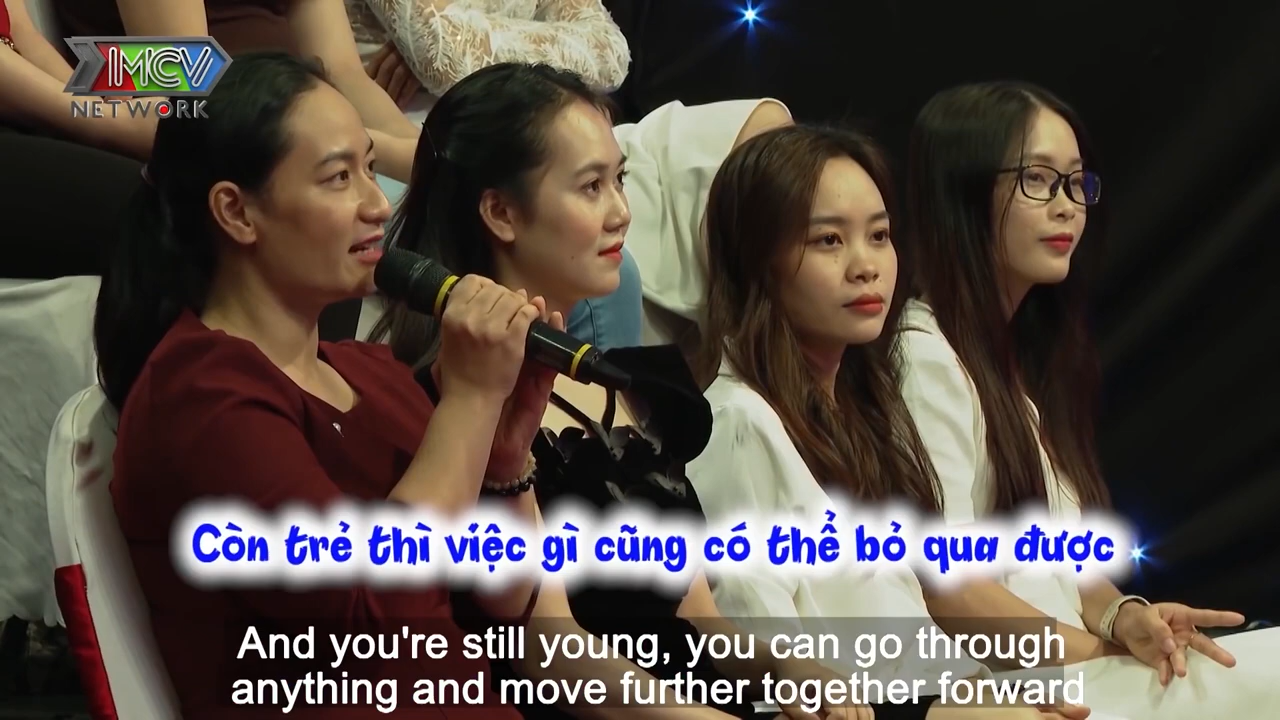 MCV
NETWORK
Còn trẻ thì việc gì cũng có thể bỏ qua được
And you're still young, you can go through
anything and move further together forward